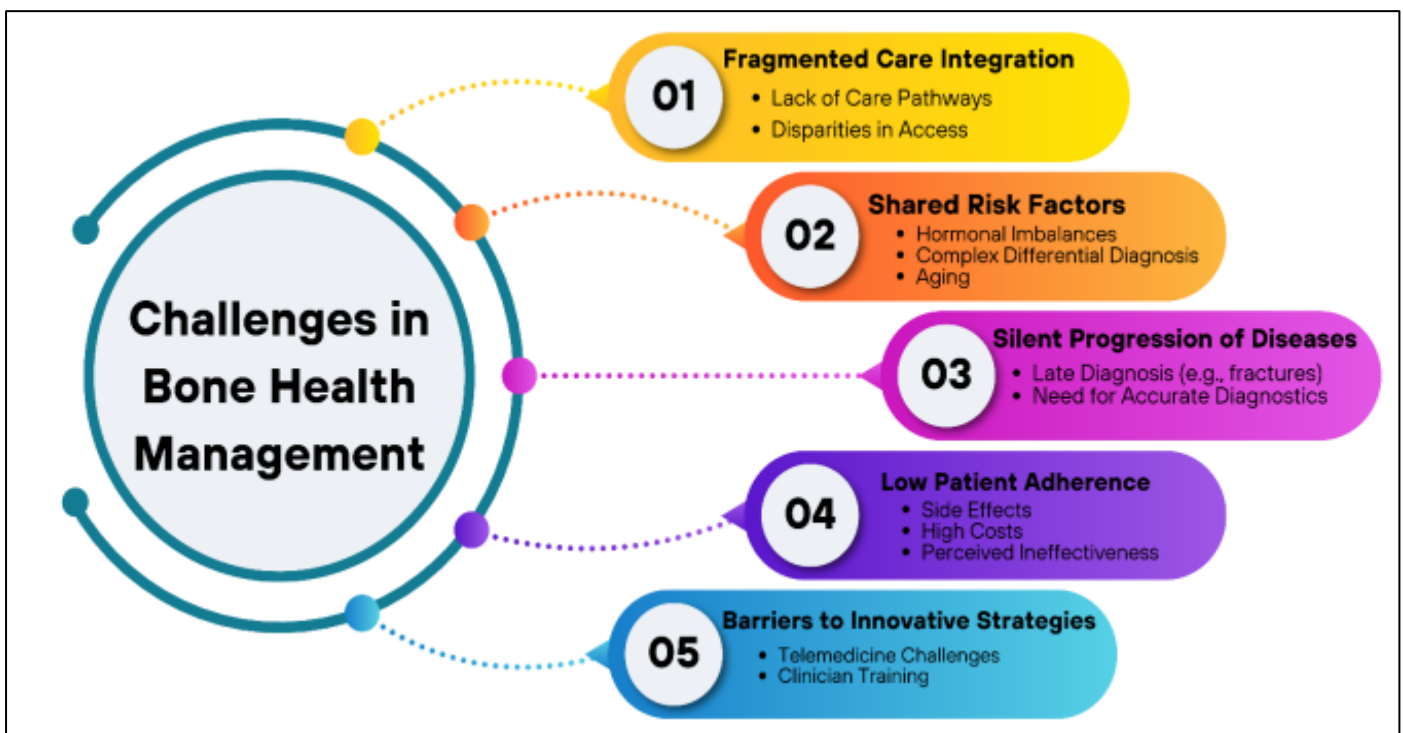 Challenges in
Bone Health
Management
01
Fragmented Care Integration
• Lack of Care Pathways
• Disparities in Access
02
Shared Risk Factors
• Hormonal Imbalances
• Complex Differential Diagnosis
• Aging
03
Silent Progression of Diseases
• Late Diagnosis (e.g., fractures)
• Need for Accurate Diagnostics
04
Low Patient Adherence
• Side Effects
• High Costs
• Perceived Ineffectiveness
05
Barriers to Innovative Strategies
• Telemedicine Challenges
• Clinician Training